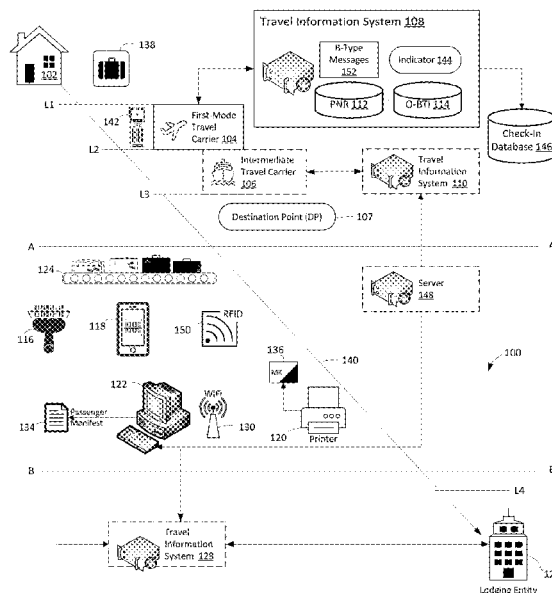 Travel Information System 108
138
102
B-Type
Messages
152
Indicator 144
PNR 112
O-BTI 114
L1
142
First-Mode
Travel
Carrier 104
Check-In
Database 146
L2
Intermediate
Travel Carrier
106
Travel
Information
System 110
L3
Destination Point (DP)
107
A
124
Server
148
116
118
150
RFID
136
140
100
122
WiFi
134
Passenger
Manifest
130
120
Printer
B
L4
Travel
Information
System 128
Lodging Entity